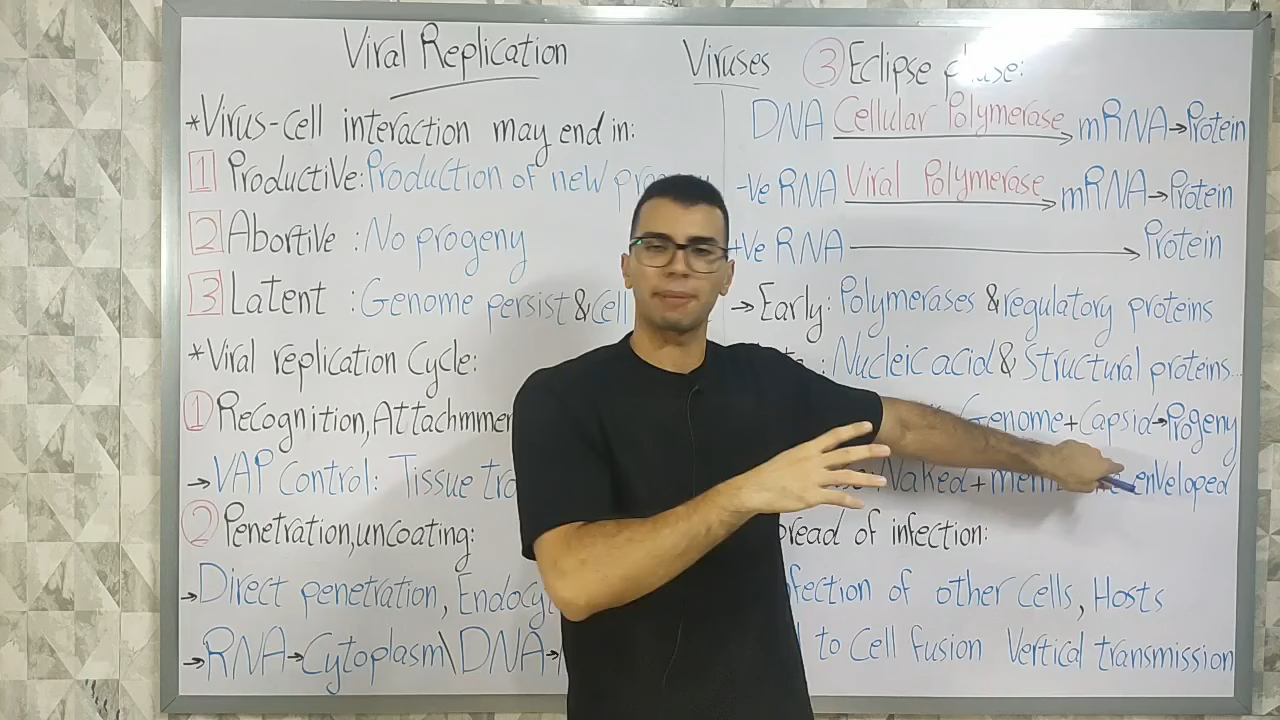 Viral Replication
*Virus-cell interaction may end in:
1 Productive: Production of new
2 Abortive : No progeny
3 Latent : Genome persist & Cell
*Viral replication Cycle:
① Recognition, Attachmme
→ VAP Control: Tissue
② Penetration, uncoating:
→ Direct penetration,
→ RNA → Cytoplasm \ DNA →
Viruses ③ Eclipse phase:
DNA Cellular Polymerase mRNA → Protein
-ve RNA Viral Polymerase mRNA → Protein
+ve RNA → Protein
→ Early: Polymerases & regulatory proteins
: Nucleic acid & Structural proteins...
Genome + Capsid → Progeny
: Naked + enveloped
of infection:
of other Cells, Hosts
to Cell fusion Vertical transmission